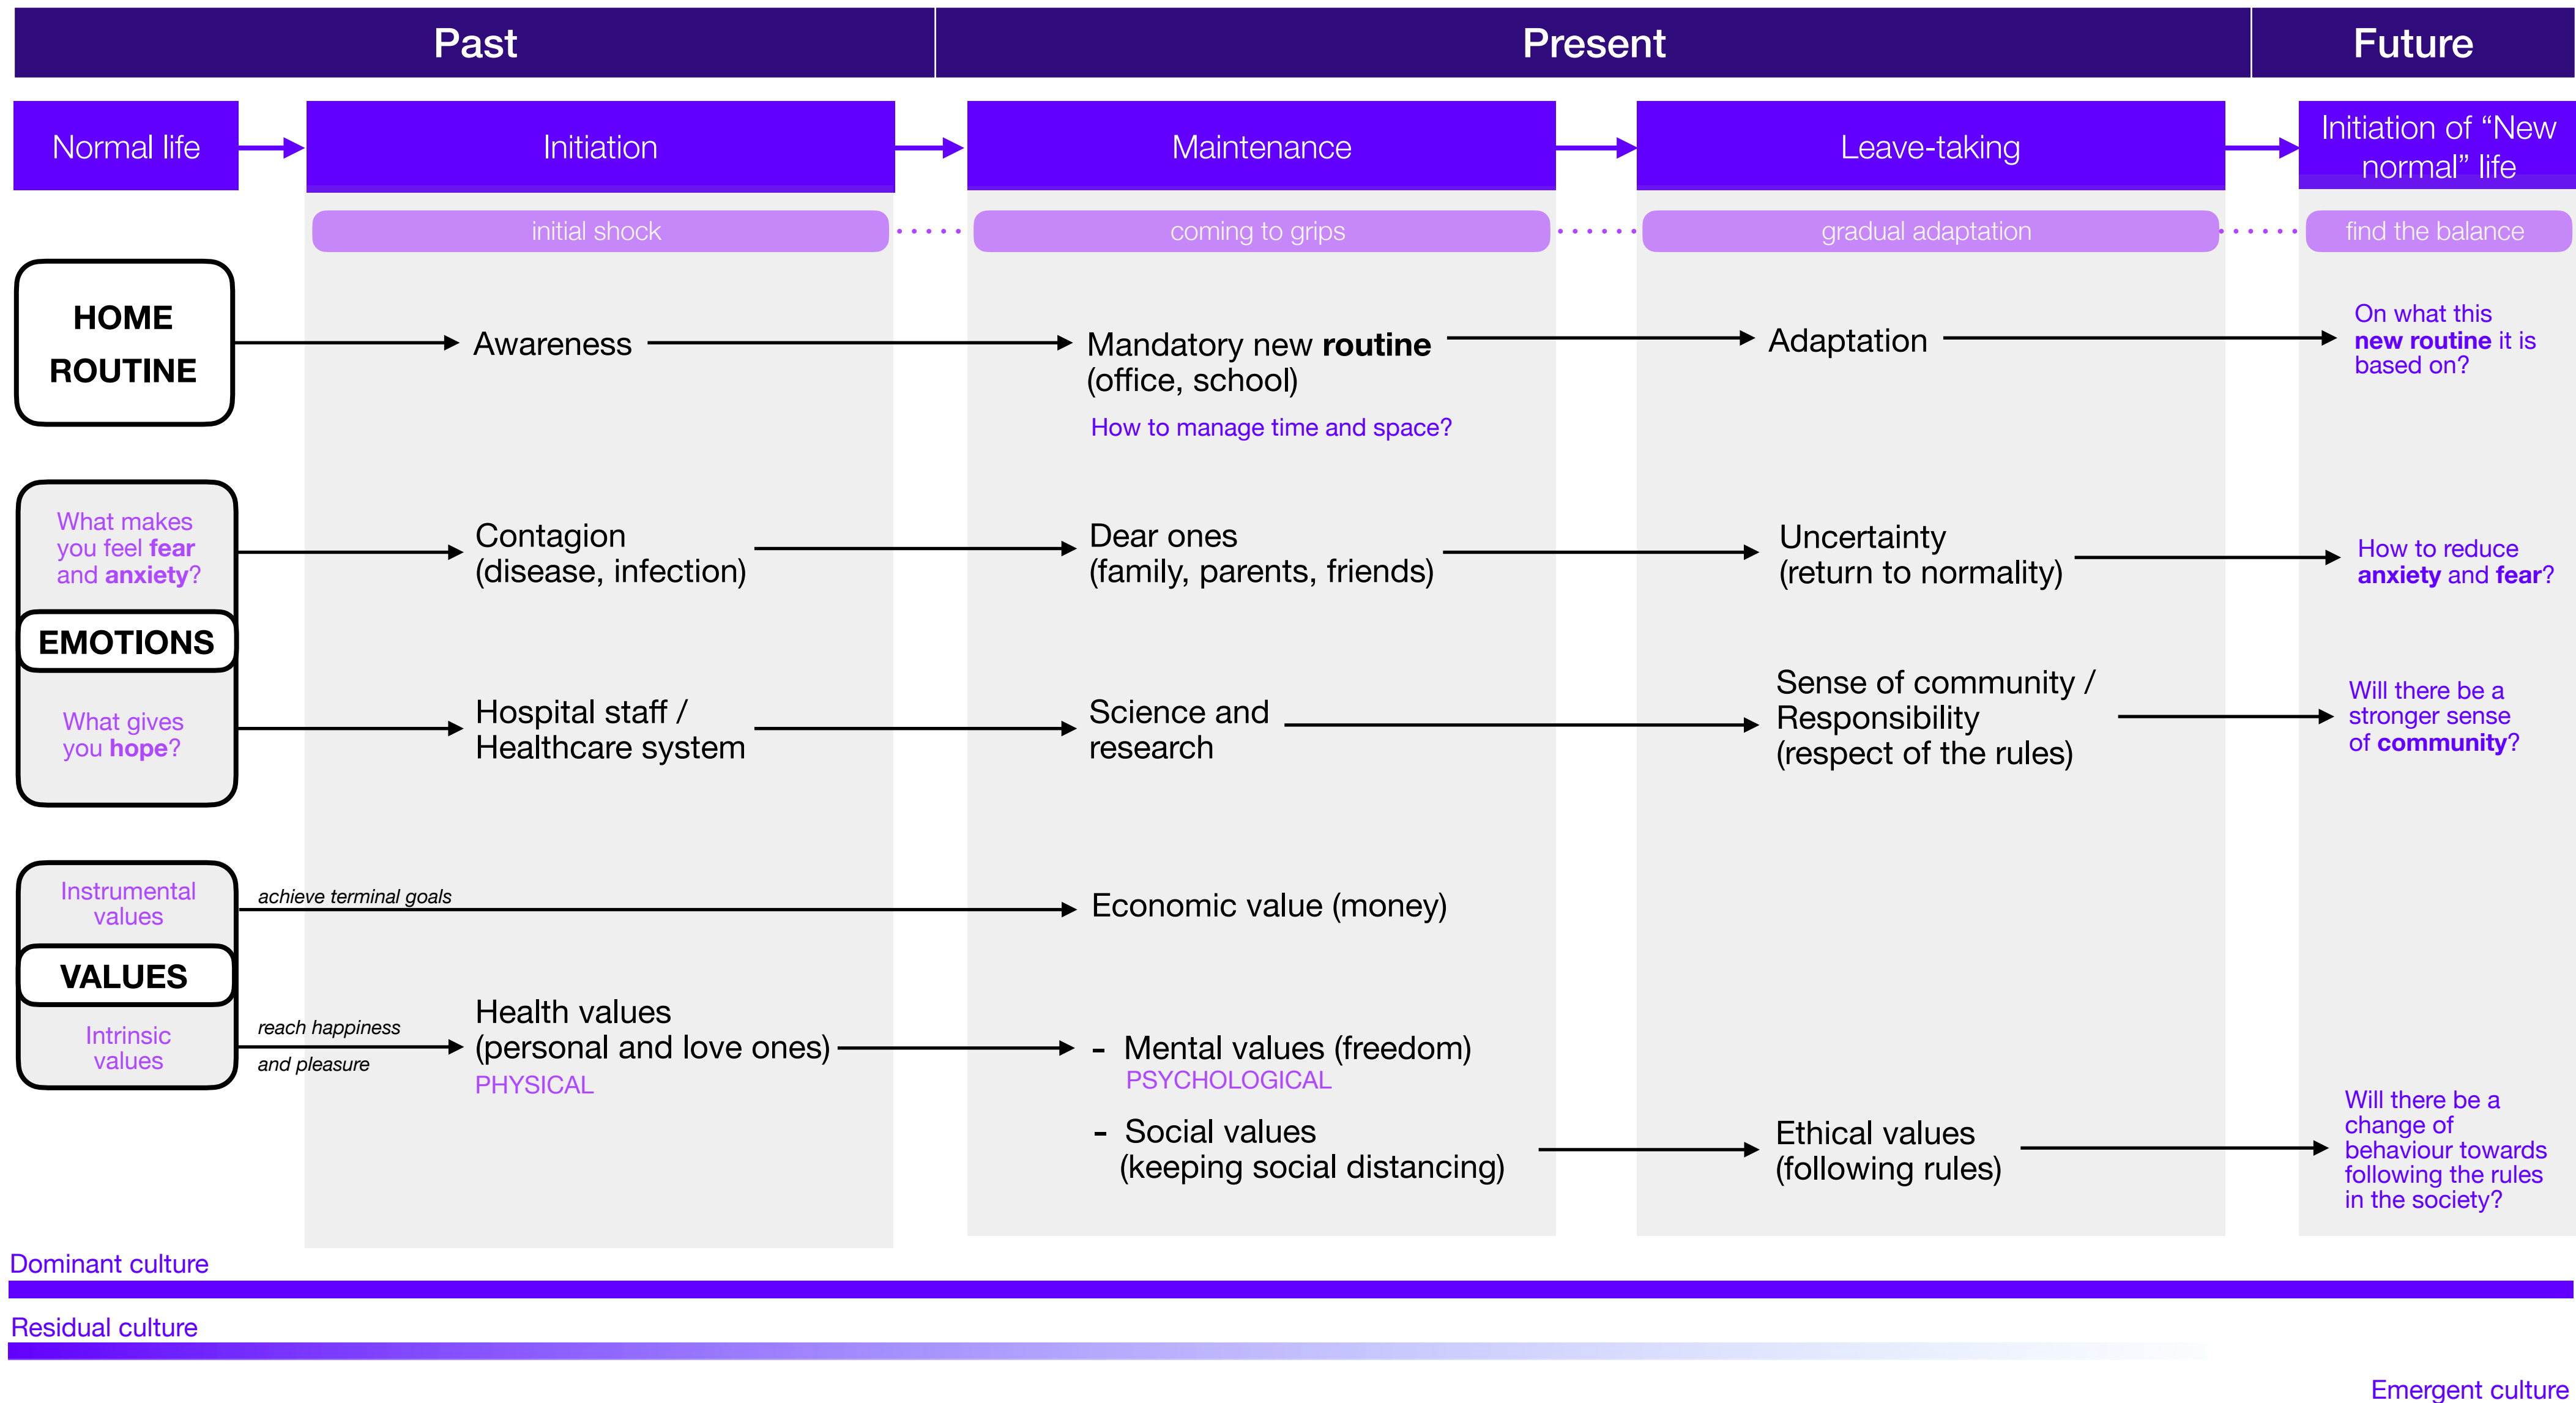 Past
Present
Future
Normal life
Initiation
Maintenance
Leave-taking
Initiation of “New
normal” life
initial shock
coming to grips
gradual adaptation
find the balance
HOME
ROUTINE
Awareness
Mandatory new routine
(office, school)
How to manage time and space?
Adaptation
On what this
new routine it is
based on?
What makes
you feel fear
and anxiety?
Contagion
(disease, infection)
Dear ones
(family, parents, friends)
Uncertainty
(return to normality)
How to reduce
anxiety and fear?
EMOTIONS
What gives
you hope?
Hospital staff /
Healthcare system
Science and
research
Sense of community /
Responsibility
(respect of the rules)
Will there be a
stronger sense
of community?
Instrumental
values
achieve terminal goals
Economic value (money)
VALUES
Intrinsic
values
reach happiness
and pleasure
Health values
(personal and love ones)
PHYSICAL
- Mental values (freedom)
PSYCHOLOGICAL
- Social values
(keeping social distancing)
Ethical values
(following rules)
Will there be a
change of
behaviour towards
following the rules
in the society?
Dominant culture
Residual culture
Emergent culture